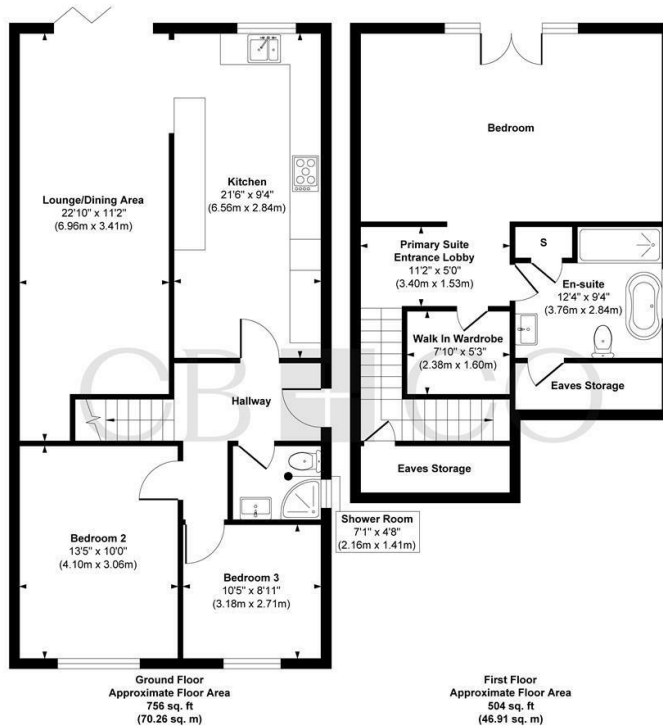 Lounge/Dining Area
22'10" x 11'2"
(6.96m x 3.41m)
Kitchen
21'6" x 9'4"
(6.56m x 2.84m)
Hallway
Bedroom 2
13'5" x 10'0"
(4.10m x 3.06m)
Bedroom 3
10'5" x 8'11"
(3.18m x 2.71m)
Shower Room
7'1" x 4'8"
(2.16m x 1.41m)
Ground Floor
Approximate Floor Area
756 sq. ft
(70.26 sq. m)
Bedroom
Primary Suite
Entrance Lobby
11'2" x 5'0"
(3.40m x 1.53m)
S
En-suite
12'4" x 9'4"
(3.76m x 2.84m)
Walk In Wardrobe
7'10" x 5'3"
(2.38m x 1.60m)
Eaves Storage
Eaves Storage
First Floor
Approximate Floor Area
504 sq. ft
(46.91 sq. m)
CB H CO